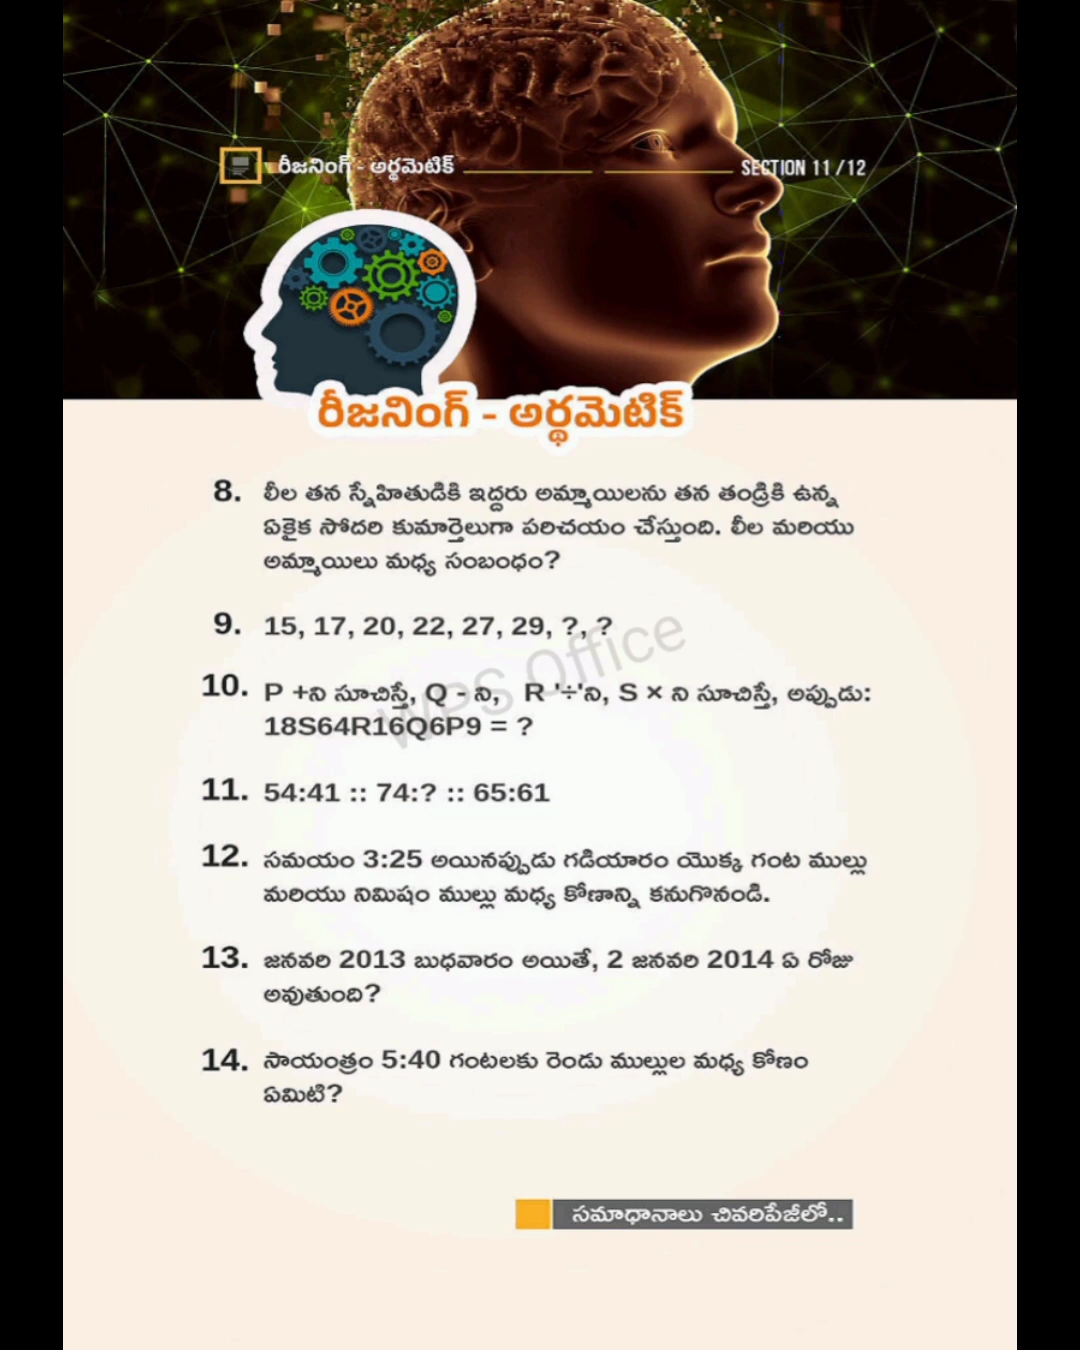 రీజనింగ్ - అర్థమెటిక్ SECTION 11 / 12
రీజనింగ్ - అర్థమెటిక్
8. లీల తన స్నేహితుడికి ఇద్దరు అమ్మాయిలను తన తండ్రికి ఉన్న
ఏకైక సోదరి కుమార్తెలుగా పరిచయం చేస్తుంది. లీల మరియు
అమ్మాయిలు మధ్య సంబంధం?
9. 15, 17, 20, 22, 27, 29, ?, ?
10. P +ని సూచిస్తే, Q - ని, R '÷'ని, S × ని సూచిస్తే, అప్పుడు:
18S64R16Q6P9 = ?
11. 54:41 :: 74:? :: 65:61
12. సమయం 3:25 అయినప్పుడు గడియారం యొక్క గంట ముల్లు
మరియు నిమిషం ముల్లు మధ్య కోణాన్ని కనుగొనండి.
13. జనవరి 2013 బుధవారం అయితే, 2 జనవరి 2014 ఏ రోజు
అవుతుంది?
14. సాయంత్రం 5:40 గంటలకు రెండు ముల్లుల మధ్య కోణం
ఏమిటి?
WPS Office
సమాధానాలు చివరిపేజీలో..